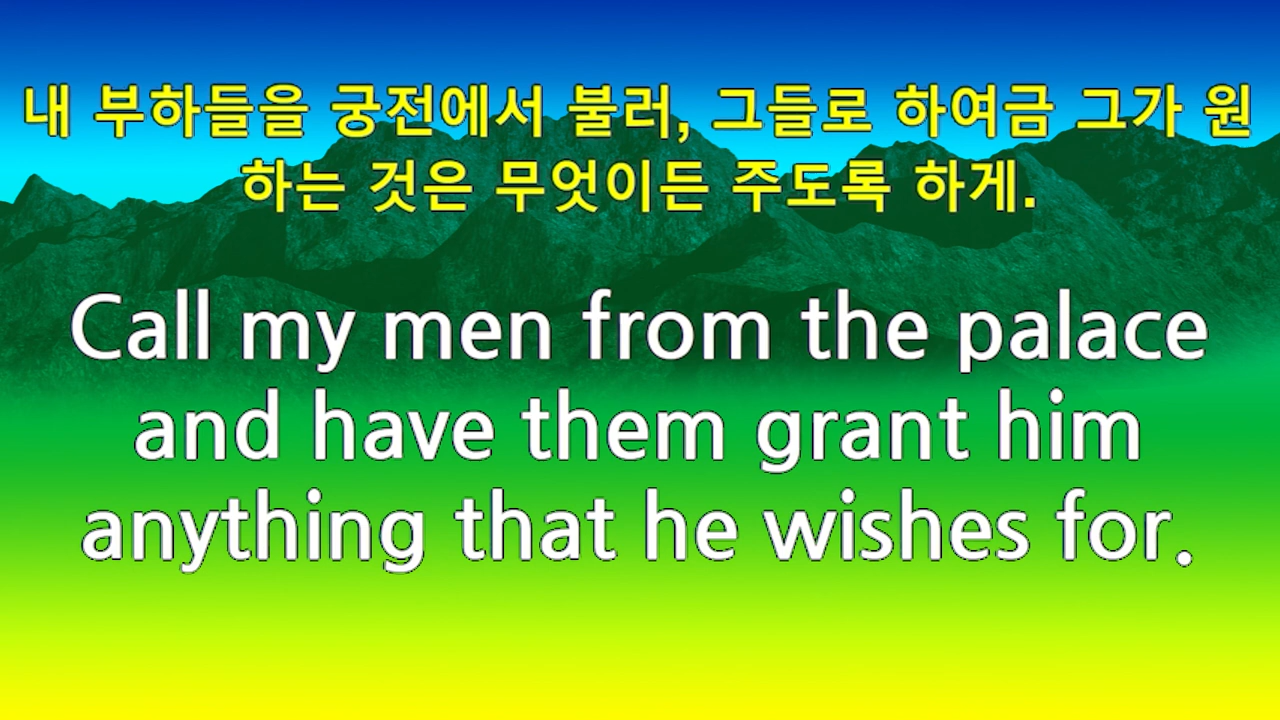 내 부하들을 궁전에서 불러, 그들로 하여금 그가 원
하는 것은 무엇이든 주도록 하게.
Call my men from the palace
and have them grant him
anything that he wishes for.